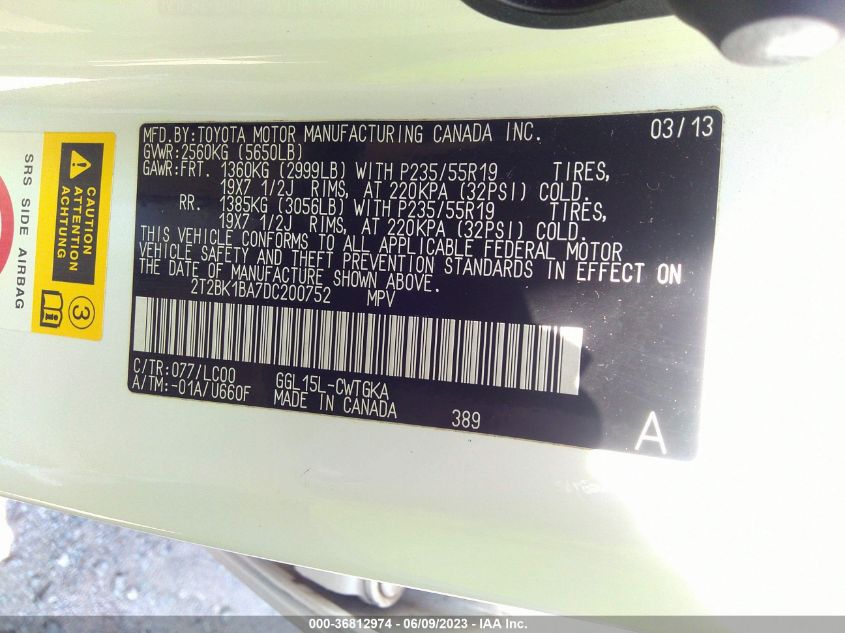 MFD.BY:TOYOTA MOTOR MANUFACTURING CANADA INC. 03/13
GVWR:2560KG (5650LB)
GAWR:FRT. 1360KG (2999LB) WITH P235/55R19 TIRES,
19X7 1/2J RIMS, AT 220KPA (32PSI) COLD.
RR. 1385KG (3056LB) WITH P235/55R19 TIRES,
19X7 1/2J RIMS, AT 220KPA (32PSI) COLD.
THIS VEHICLE CONFORMS TO ALL APPLICABLE FEDERAL MOTOR
VEHICLE SAFETY AND THEFT PREVENTION STANDARDS IN EFFECT ON
THE DATE OF MANUFACTURE SHOWN ABOVE.
2T2BK1BA7DC200752 MPV
C/TR:077/LC00
A/TM:-01A/U660F
GGL15L-CWTGKA
MADE IN CANADA
389
A
SRS SIDE AIRBAG
CAUTION
ATTENTION
ACHTUNG
3
000-36812974 - 06/09/2023 - IAA Inc.